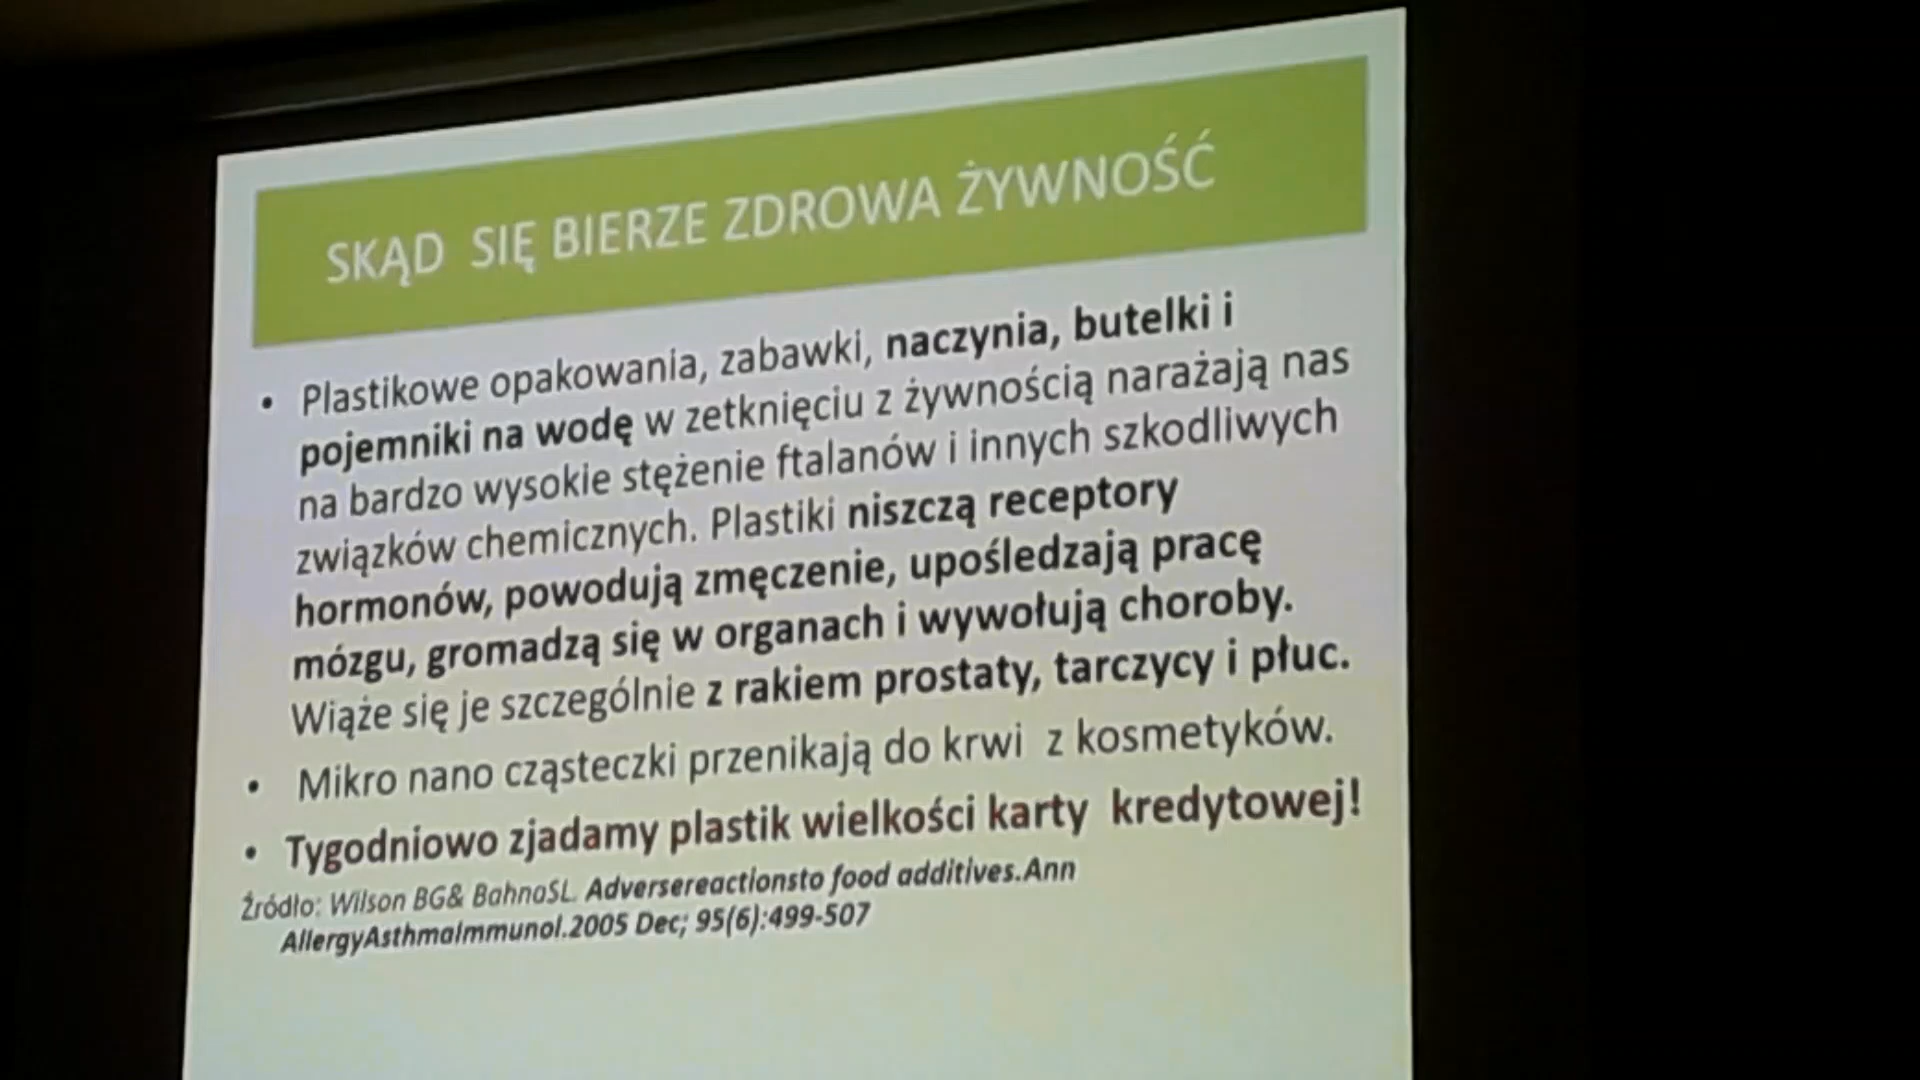 SKĄD SIĘ BIERZE ZDROWA ŻYWNOŚĆ
• Plastikowe opakowania, zabawki, naczynia, butelki i
pojemniki na wodę w zetknięciu z żywnością narażają nas
na bardzo wysokie stężenie ftalanów i innych szkodliwych
związków chemicznych. Plastiki niszczą receptory
hormonów, powodują zmęczenie, upośledzają pracę
mózgu, gromadzą się w organach i wywołują choroby.
Wiąże się je szczególnie z rakiem prostaty, tarczycy i płuc.
• Mikro nano cząsteczki przenikają do krwi z kosmetyków.
• Tygodniowo zjadamy plastik wielkości karty kredytowej!
Źródło: Wilson BG& BahnaSL. Adversereactionsto food additives.Ann
AllergyAsthmaImmunol.2005 Dec; 95(6):499-507